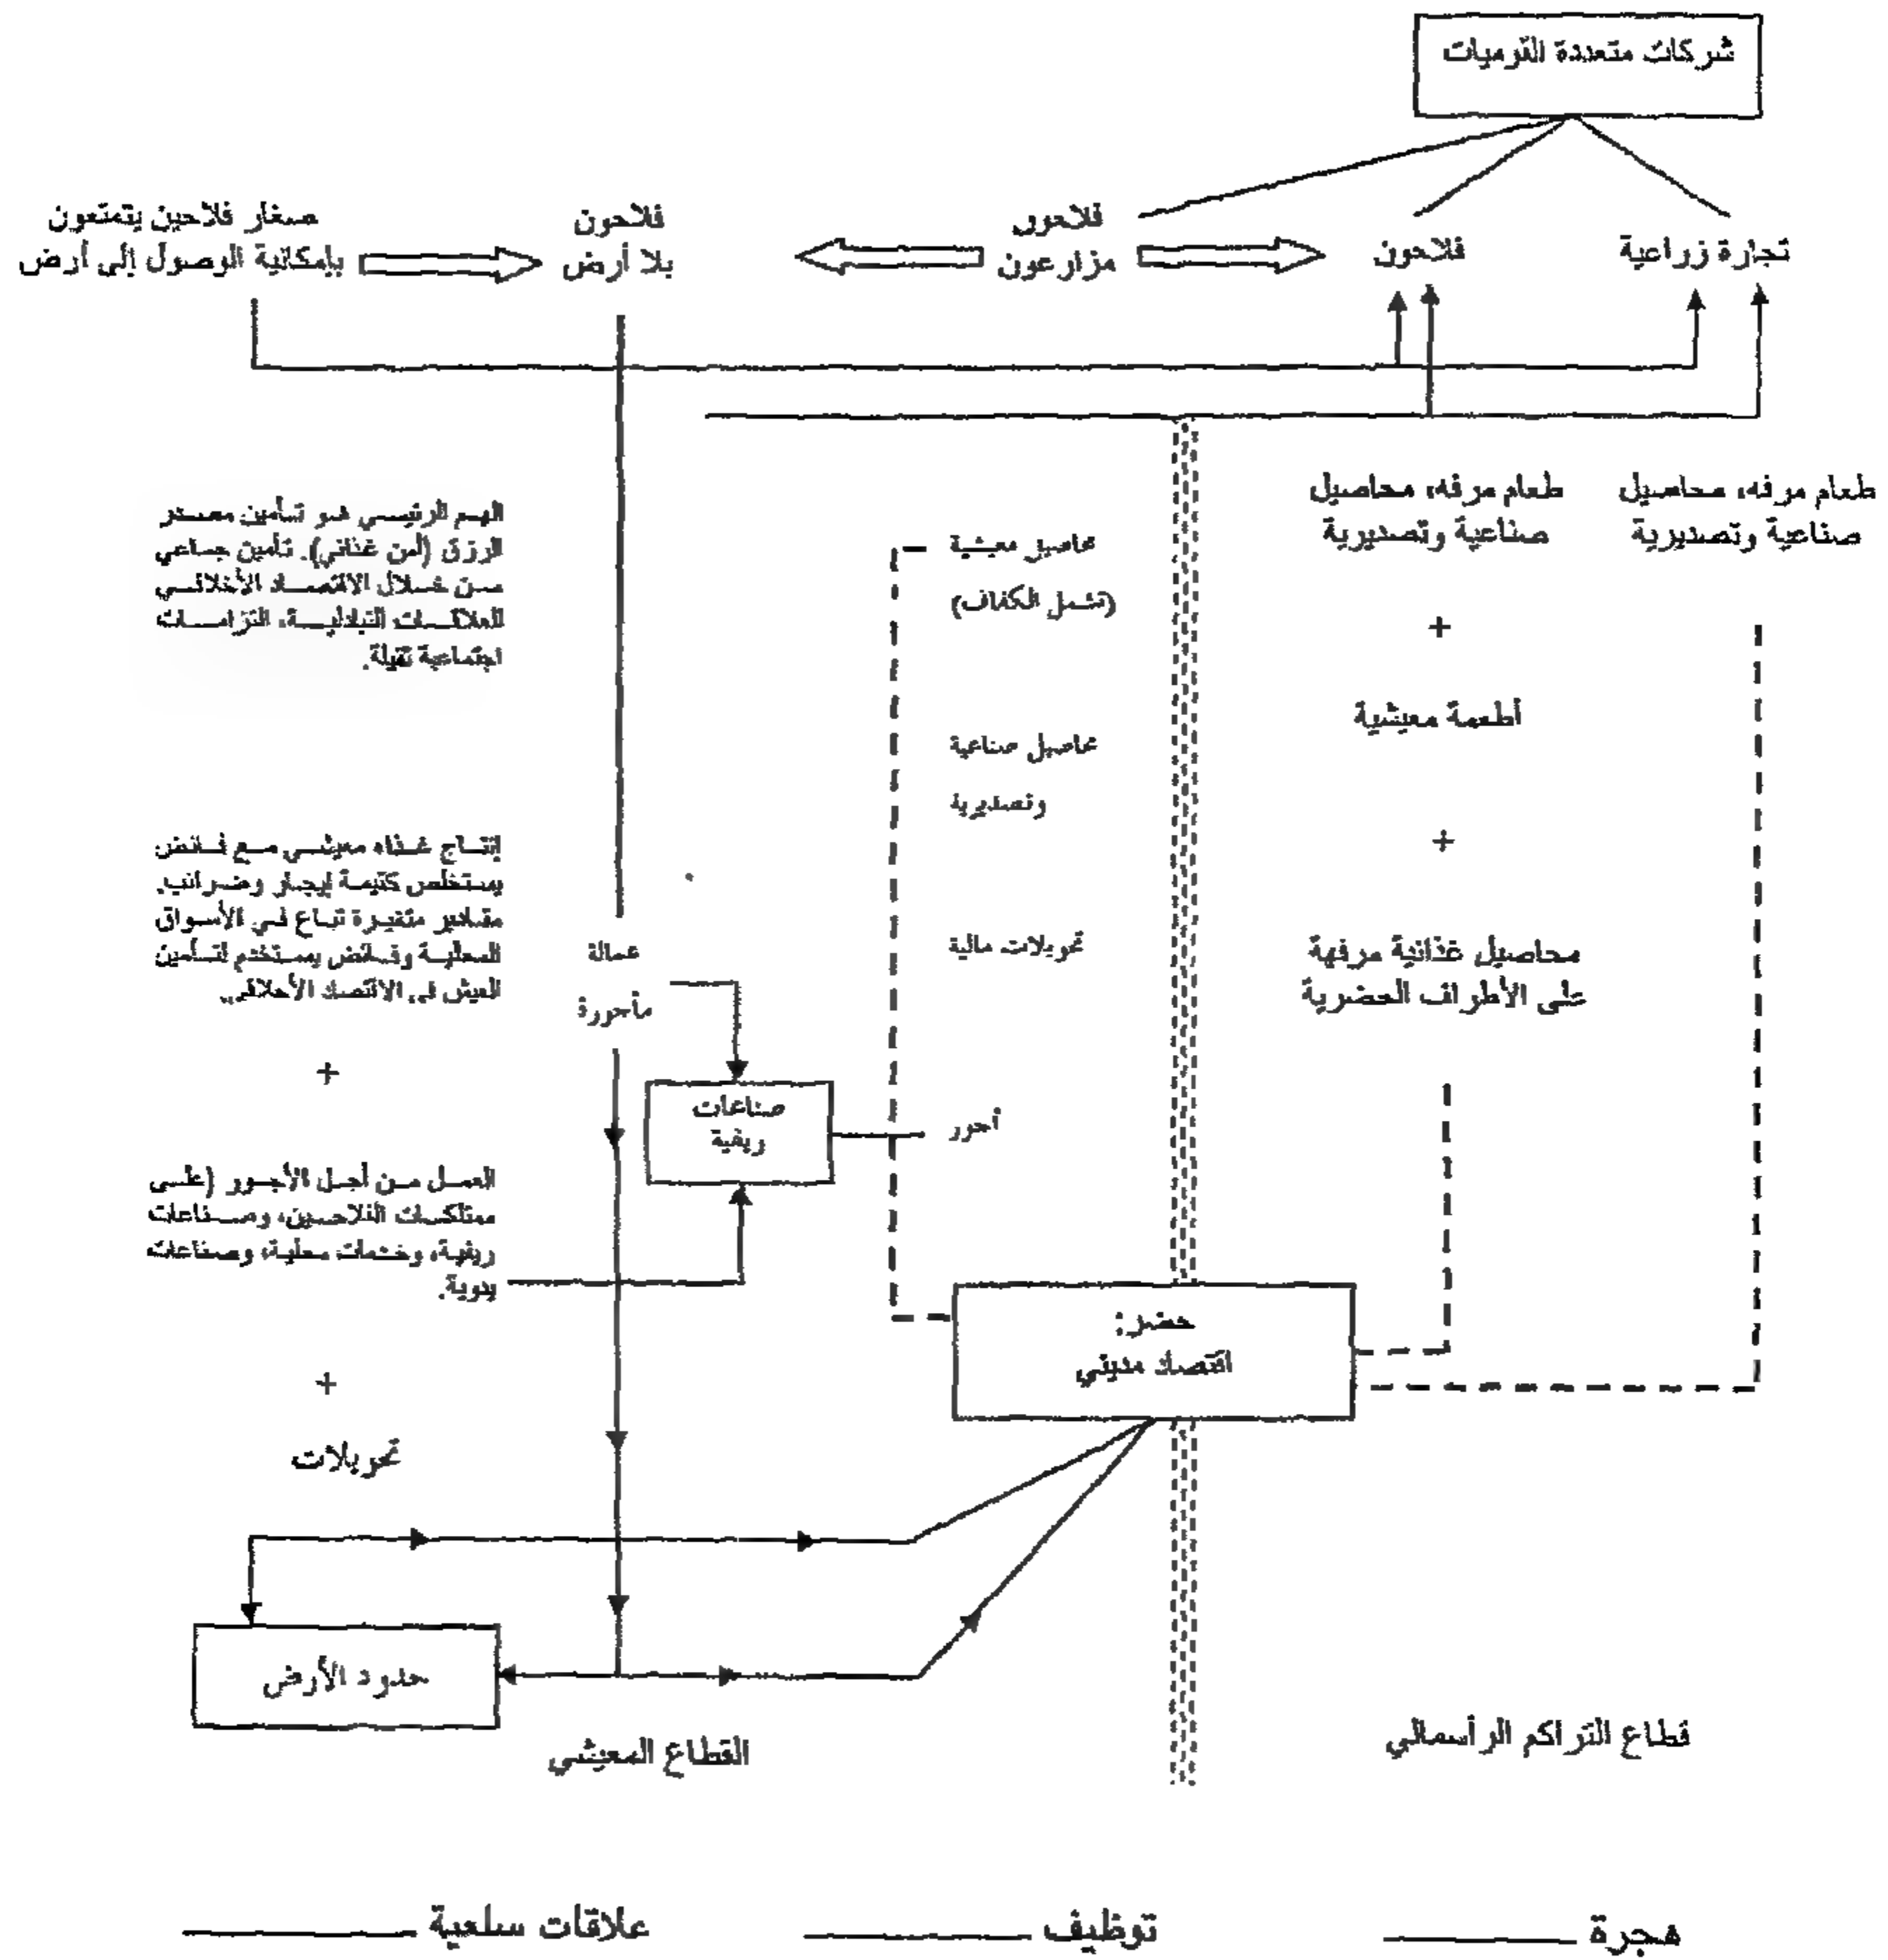 شركات متعددة القوميات
تجارة زراعية
فلاحون
فلاحون
مزارعون
فلاحون
بلا أرض
صغار فلاحين يتمتعون
بإمكانية الوصول إلى أرض
طعام مرفه، محاصيل
صناعية وتصديرية
طعام مرفه، محاصيل
صناعية وتصديرية
+
أطعمة معيشية
+
محاصيل غذائية مرفهة
على الأطراف الحضرية
محاصيل معيشية
(تشمل الكفاف)
محاصيل صناعية
وتصديرية
تحويلات مالية
أجور
عمالة
مأجورة
صناعات
ريفية
الهم الرئيسي هو تأمين مصدر
الرزق (أمن غذائي). تأمين جماعي
من خلال الاقتصاد الأخلاقي
للعلاقات التبادلية، التزامات
اجتماعية ثقيلة.
إنتاج غذاء معيشي مع فائض
يستخلص كقيمة إيجار وضرائب.
مقادير متغيرة تباع في الأسواق
المحلية وفائض يستخدم لتأمين
العيش في الاقتصاد الأخلاقي.
+
العمل من أجل الأجور (على
ممتلكات الفلاحين، وصناعات
ريفية، وخدمات محلية، وصناعات
يدوية.
+
تحويلات
حضر:
اقتصاد مديني
حدود الأرض
قطاع التراكم الرأسمالي
القطاع المعيشي
هجرة
توظيف
علاقات سلعية